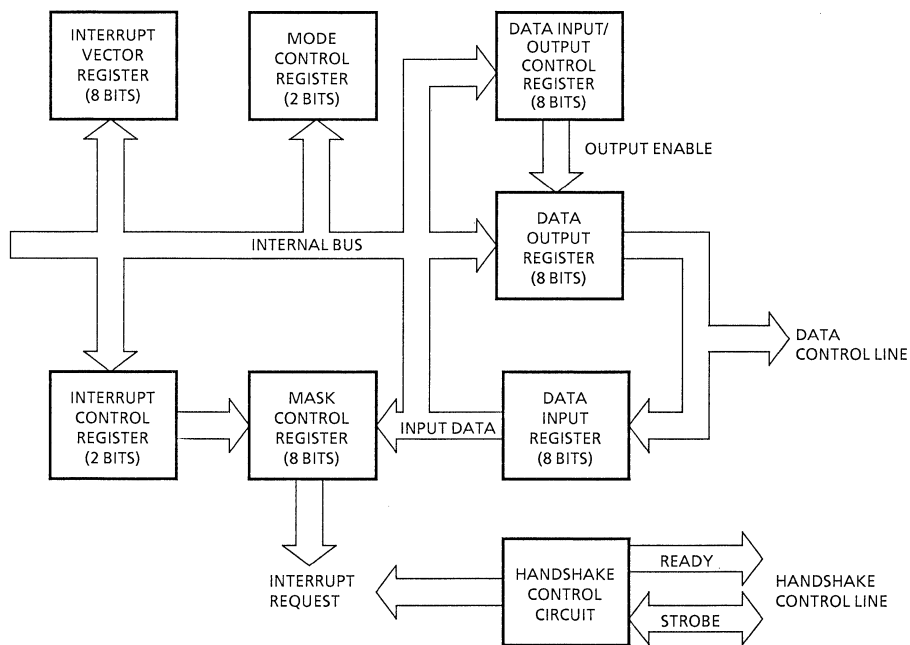 INTERRUPT
VECTOR
REGISTER
(8 BITS)
MODE
CONTROL
REGISTER
(2 BITS)
DATA INPUT/
OUTPUT
CONTROL
REGISTER
(8 BITS)
OUTPUT ENABLE
INTERNAL BUS
DATA
OUTPUT
REGISTER
(8 BITS)
DATA
CONTROL LINE
INTERRUPT
CONTROL
REGISTER
(2 BITS)
MASK
CONTROL
REGISTER
(8 BITS)
INPUT DATA
DATA
INPUT
REGISTER
(8 BITS)
INTERRUPT
REQUEST
HANDSHAKE
CONTROL
CIRCUIT
READY
STROBE
HANDSHAKE
CONTROL LINE